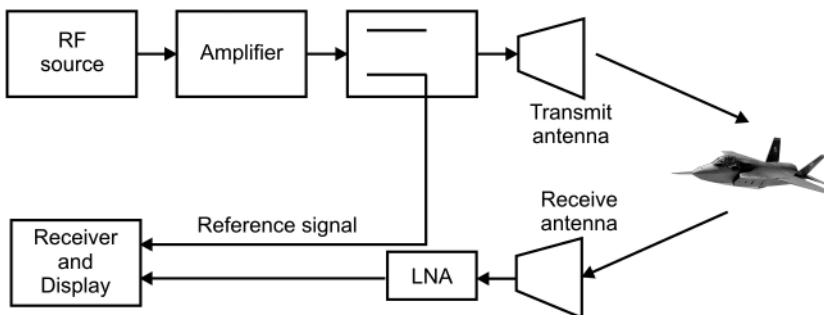 RF
source
Amplifier
Transmit
antenna
Receive
antenna
Reference signal
Receiver
and
Display
LNA